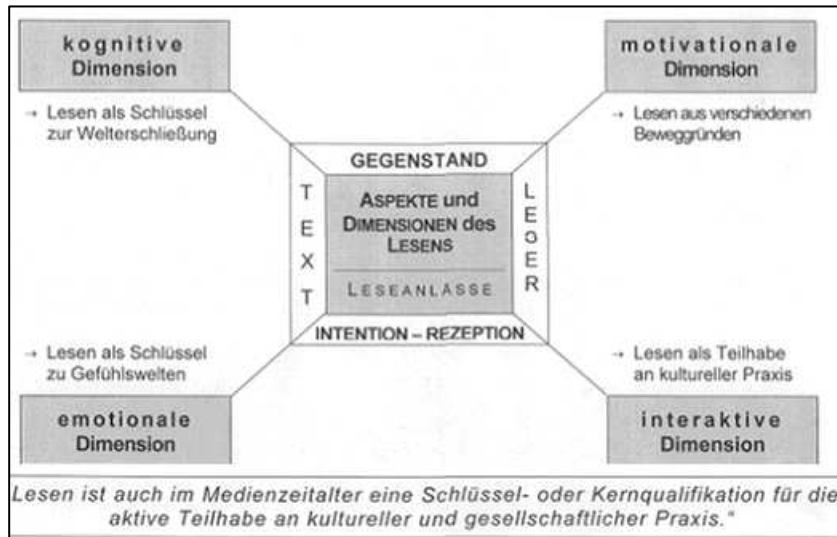 kognitive
Dimension
motivationale
Dimension
→ Lesen als Schlüssel
zur Welterschließung
→ Lesen aus verschiedenen
Beweggründen
GEGENSTAND
TEXT
ASPEKTE und
DIMENSIONEN des
LESENS
LESEANLÄSSE
LESER
INTENTION – REZEPTION
→ Lesen als Schlüssel
zu Gefühlswelten
→ Lesen als Teilhabe
an kultureller Praxis
emotionale
Dimension
interaktive
Dimension
Lesen ist auch im Medienzeitalter eine Schlüssel- oder Kernqualifikation für die
aktive Teilhabe an kultureller und gesellschaftlicher Praxis.“